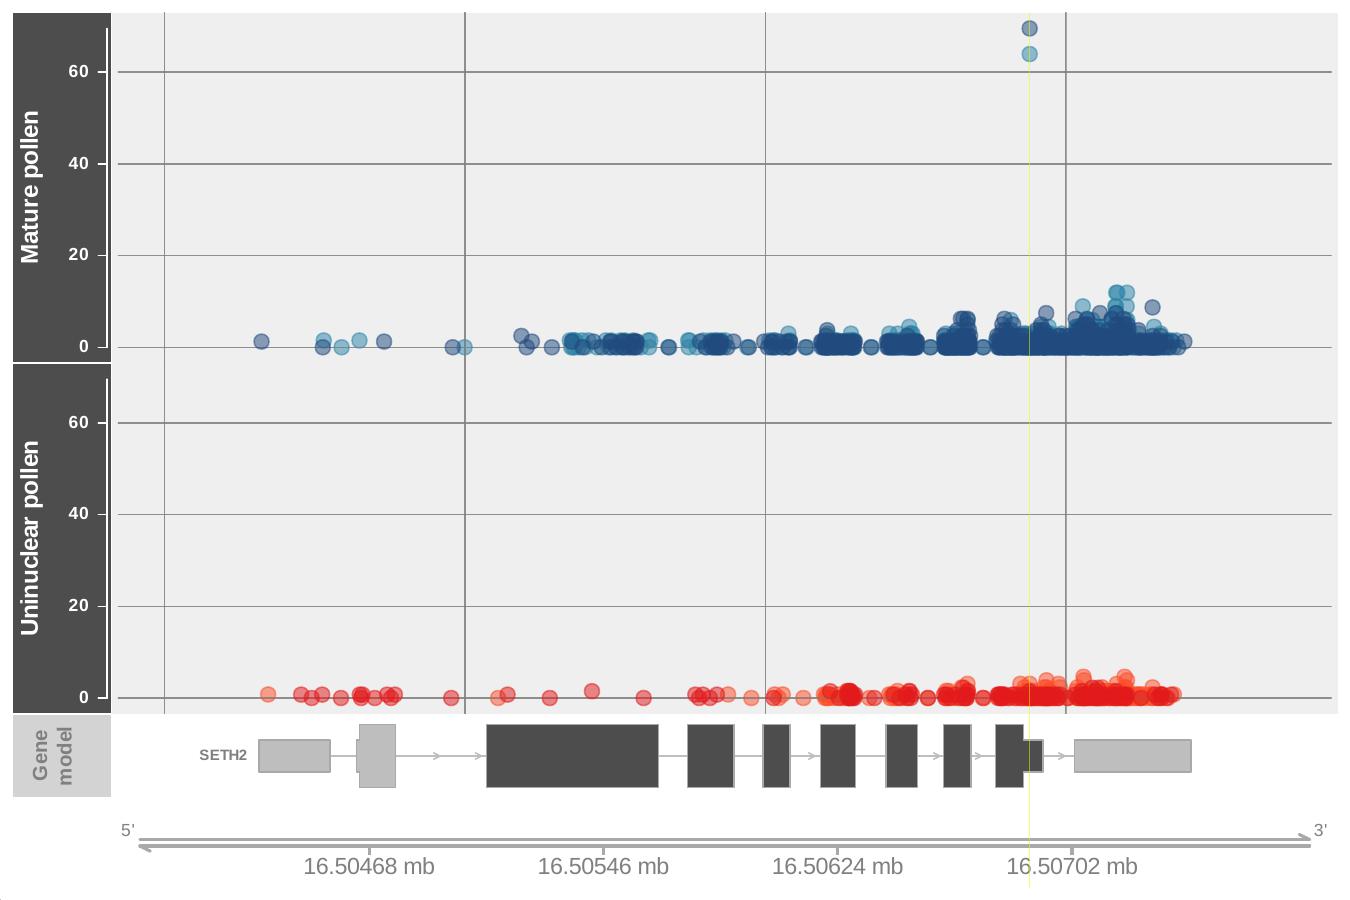 Mature pollen
60
40
20
0
Uninuclear pollen
60
40
20
0
Gene
model
SETH2
5'
3'
16.50468 mb
16.50546 mb
16.50624 mb
16.50702 mb